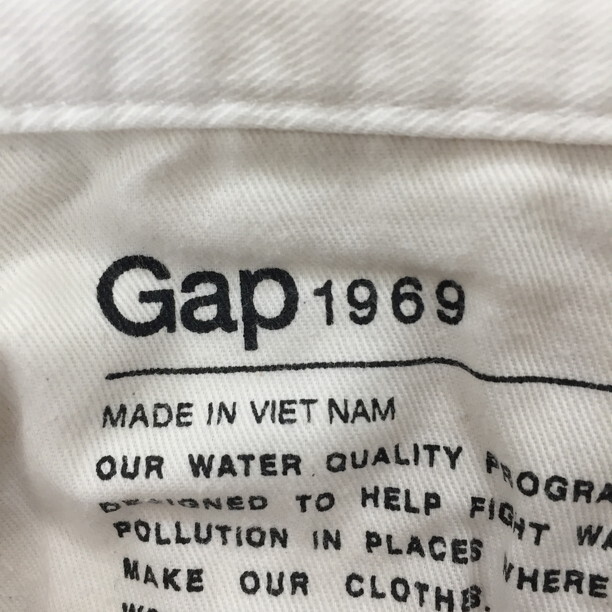 Gap 1969
MADE IN VIET NAM
OUR WATER QUALITY PROGRA
DESIGNED TO HELP FIGHT WA
POLLUTION IN PLACES WHERE
MAKE OUR CLOTHES